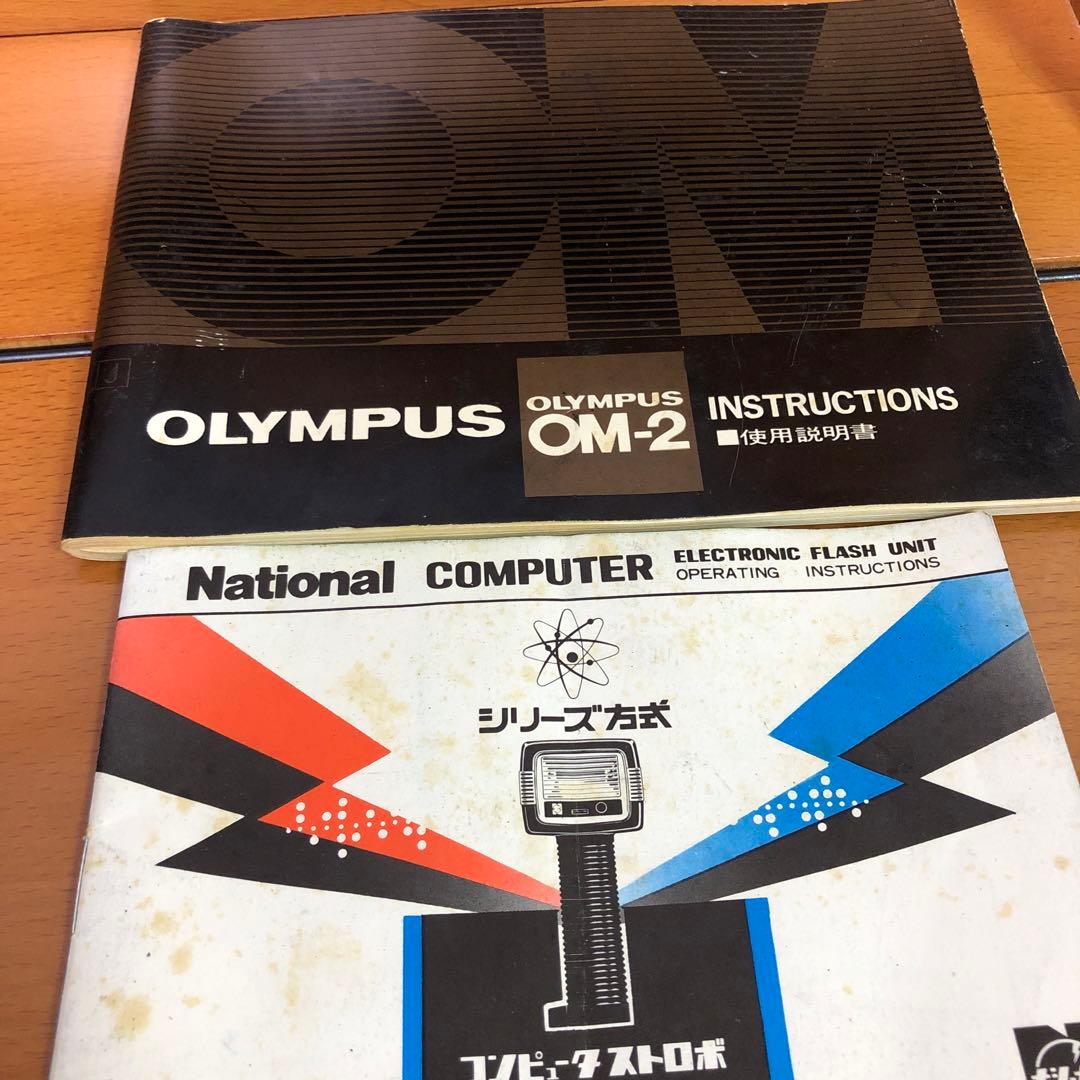 OM
J
OLYMPUS
OLYMPUS
OM-2
INSTRUCTIONS
■使用説明書
National COMPUTER ELECTRONIC FLASH UNIT
OPERATING INSTRUCTIONS
シリーズ方式
コンピュータストロボ